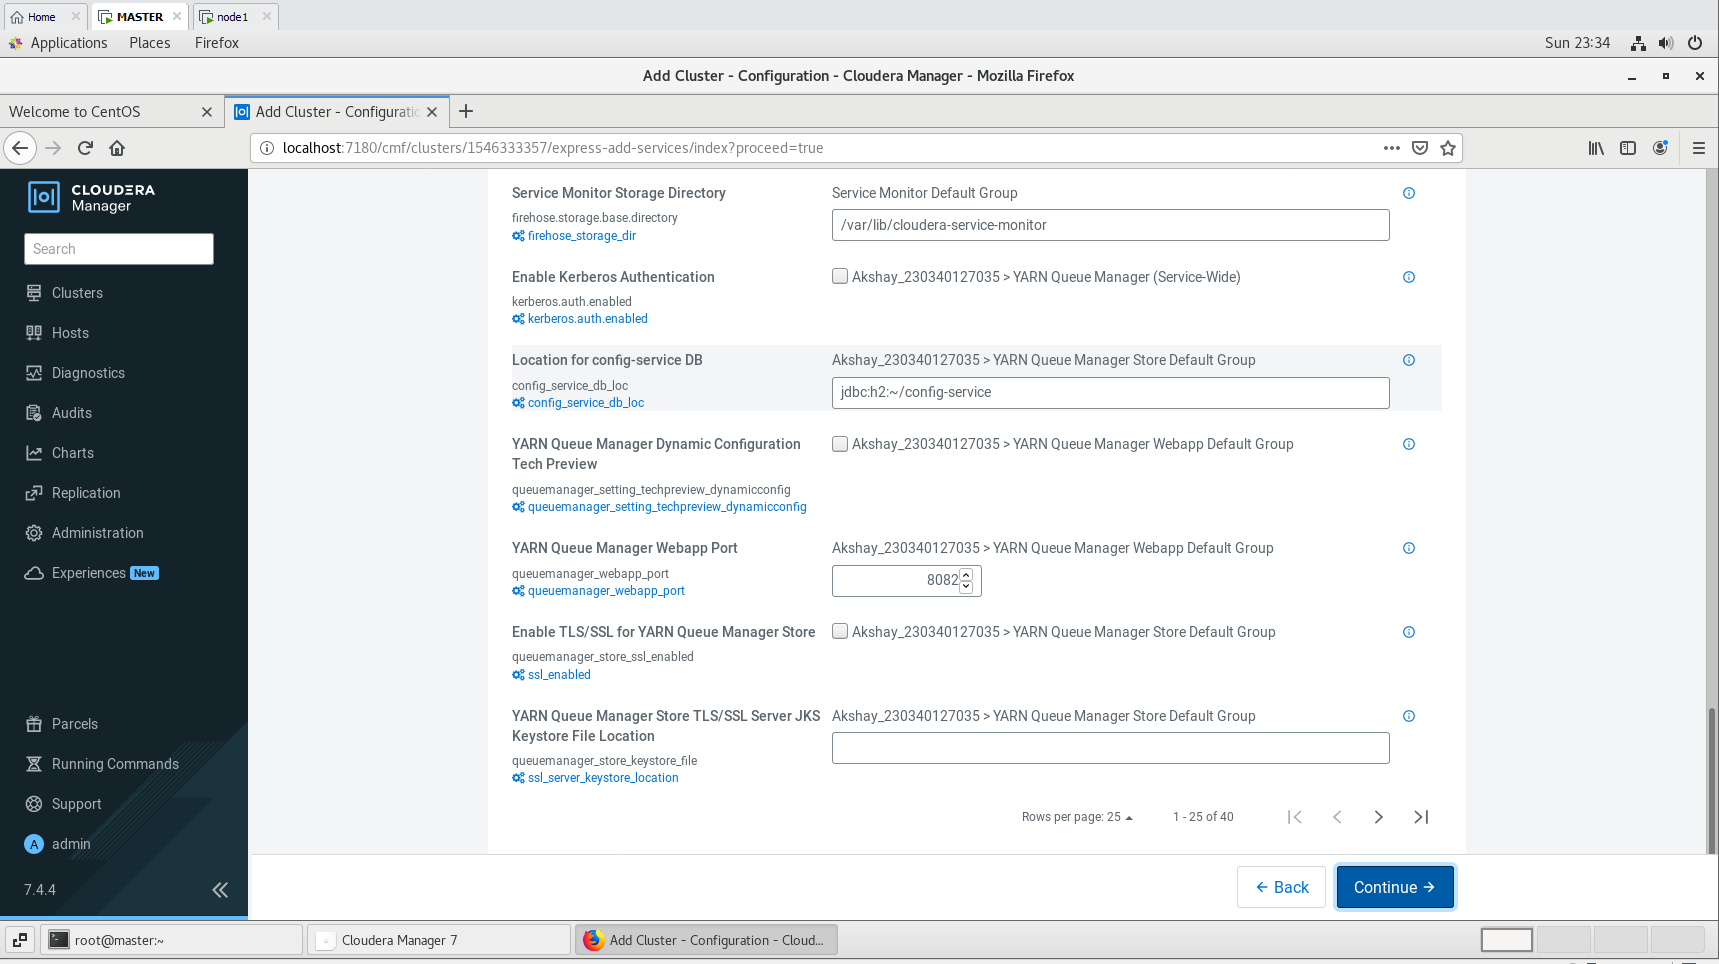 Home
MASTER
node1
Applications Places Firefox
Sun 23:34
Add Cluster - Configuration - Cloudera Manager - Mozilla Firefox
Welcome to CentOS
Add Cluster - Configuratio
localhost:7180/cmf/clusters/1546333357/express-add-services/index?proceed=true
CLOUDERA
Manager
Search
Clusters
Hosts
Diagnostics
Audits
Charts
Replication
Administration
Experiences New
Parcels
Running Commands
Support
A admin
7.4.4
Service Monitor Storage Directory
firehose.storage.base.directory
firehose_storage_dir
Service Monitor Default Group
/var/lib/cloudera-service-monitor
Enable Kerberos Authentication
kerberos.auth.enabled
kerberos.auth.enabled
Akshay_230340127035 > YARN Queue Manager (Service-Wide)
Location for config-service DB
config_service_db_loc
config_service_db_loc
Akshay_230340127035 > YARN Queue Manager Store Default Group
jdbc:h2:~/config-service
YARN Queue Manager Dynamic Configuration
Tech Preview
queuemanager_setting_techpreview_dynamicconfig
queuemanager_setting_techpreview_dynamicconfig
Akshay_230340127035 > YARN Queue Manager Webapp Default Group
YARN Queue Manager Webapp Port
queuemanager_webapp_port
queuemanager_webapp_port
Akshay_230340127035 > YARN Queue Manager Webapp Default Group
8082
Enable TLS/SSL for YARN Queue Manager Store
queuemanager_store_ssl_enabled
ssl_enabled
Akshay_230340127035 > YARN Queue Manager Store Default Group
YARN Queue Manager Store TLS/SSL Server JKS
Keystore File Location
queuemanager_store_keystore_file
ssl_server_keystore_location
Akshay_230340127035 > YARN Queue Manager Store Default Group
Rows per page: 25
1 - 25 of 40
Back
Continue
root@master:~
Cloudera Manager 7
Add Cluster - Configuration - Cloud...